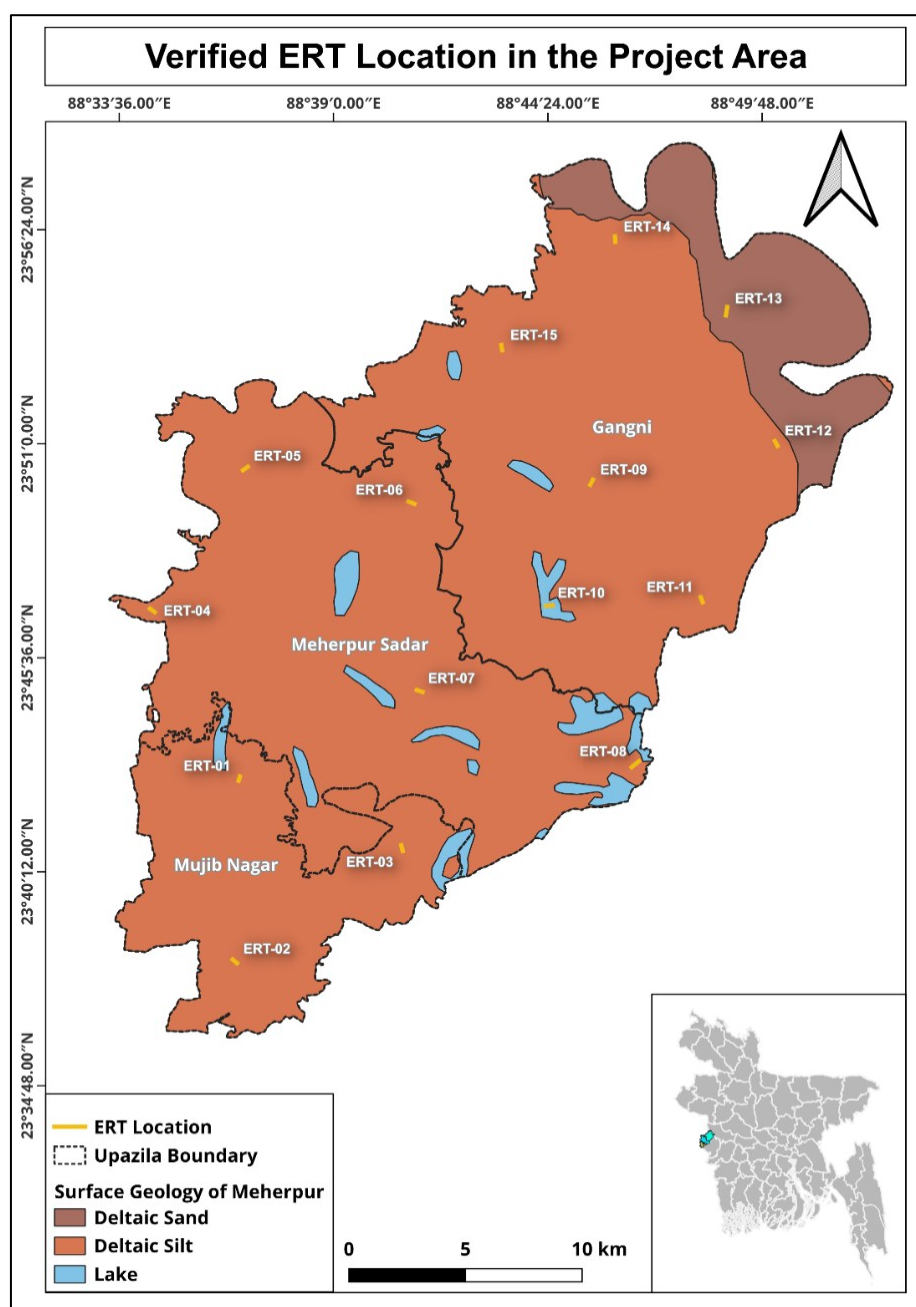 Verified ERT Location in the Project Area
88°33′36.00″E
88°39′0.00″E
88°44′24.00″E
88°49′48.00″E
23°56′24.00″N
23°51′0.00″N
23°45′36.00″N
23°40′12.00″N
23°34′48.00″N
ERT-14
ERT-13
ERT-15
Gangni
ERT-12
ERT-05
ERT-09
ERT-06
ERT-11
ERT-10
ERT-04
Meherpur Sadar
ERT-07
ERT-08
ERT-01
ERT-03
Mujib Nagar
ERT-02
ERT Location
Upazila Boundary
Surface Geology of Meherpur
Deltaic Sand
Deltaic Silt
Lake
0 5 10 km